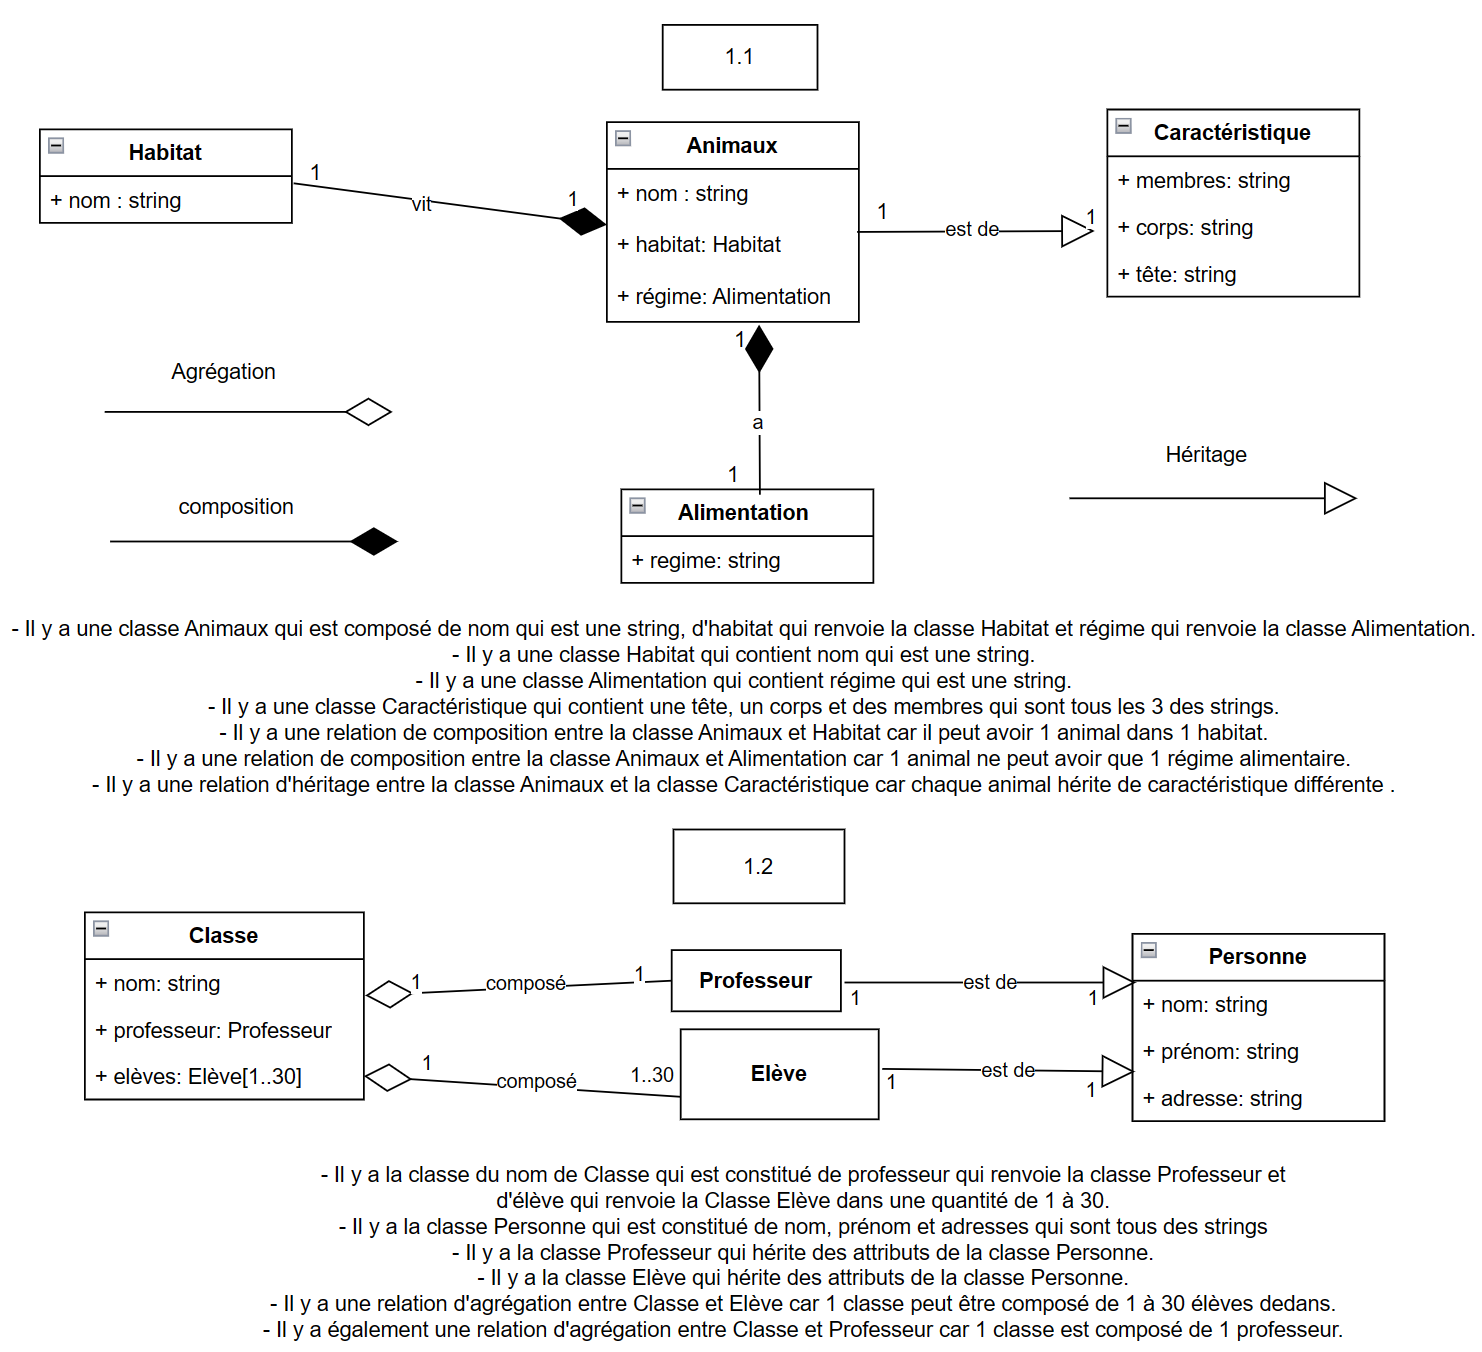 1.1
Habitat
+ nom : string
1
vit
1
Animaux
+ nom : string
+ habitat: Habitat
+ régime: Alimentation
1
est de
1
Caractéristique
+ membres: string
+ corps: string
+ tête: string
1
a
1
Alimentation
+ regime: string
Agrégation
composition
Héritage
- Il y a une classe Animaux qui est composé de nom qui est une string, d'habitat qui renvoie la classe Habitat et régime qui renvoie la classe Alimentation.
- Il y a une classe Habitat qui contient nom qui est une string.
- Il y a une classe Alimentation qui contient régime qui est une string.
- Il y a une classe Caractéristique qui contient une tête, un corps et des membres qui sont tous les 3 des strings.
- Il y a une relation de composition entre la classe Animaux et Habitat car il peut avoir 1 animal dans 1 habitat.
- Il y a une relation de composition entre la classe Animaux et Alimentation car 1 animal ne peut avoir que 1 régime alimentaire.
- Il y a une relation d'héritage entre la classe Animaux et la classe Caractéristique car chaque animal hérite de caractéristique différente .
1.2
Classe
+ nom: string
+ professeur: Professeur
+ elèves: Elève[1..30]
1
composé
1
Professeur
1
est de
1
1
composé
1..30
Elève
1
est de
1
Personne
+ nom: string
+ prénom: string
+ adresse: string
- Il y a la classe du nom de Classe qui est constitué de professeur qui renvoie la classe Professeur et
d'élève qui renvoie la Classe Elève dans une quantité de 1 à 30.
- Il y a la classe Personne qui est constitué de nom, prénom et adresses qui sont tous des strings
- Il y a la classe Professeur qui hérite des attributs de la classe Personne.
- Il y a la classe Elève qui hérite des attributs de la classe Personne.
- Il y a une relation d'agrégation entre Classe et Elève car 1 classe peut être composé de 1 à 30 élèves dedans.
- Il y a également une relation d'agrégation entre Classe et Professeur car 1 classe est composé de 1 professeur.